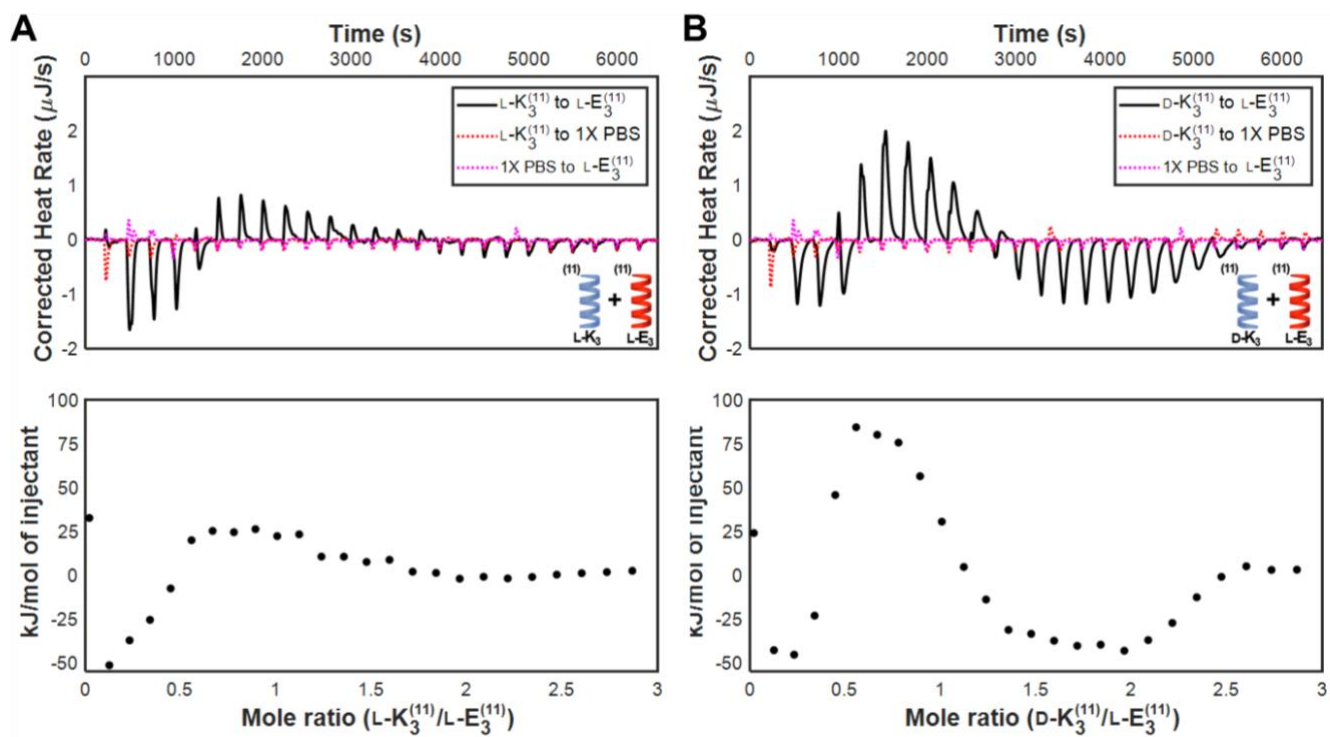 A
Time (s)
0 1000 2000 3000 4000 5000 6000
Corrected Heat Rate (μJ/s)
2
1
0
-1
-2
L-K₃⁽¹¹⁾ to L-E₃⁽¹¹⁾
L-K₃⁽¹¹⁾ to 1X PBS
1X PBS to L-E₃⁽¹¹⁾
(11) (11)
+
L-K₃ L-E₃
kJ/mol of injectant
100
75
50
25
0
-25
-50
0 0.5 1 1.5 2 2.5 3
Mole ratio (L-K₃⁽¹¹⁾/L-E₃⁽¹¹⁾)
B
Time (s)
0 1000 2000 3000 4000 5000 6000
Corrected Heat Rate (μJ/s)
2
1
0
-1
-2
D-K₃⁽¹¹⁾ to L-E₃⁽¹¹⁾
D-K₃⁽¹¹⁾ to 1X PBS
1X PBS to L-E₃⁽¹¹⁾
(11) (11)
+
D-K₃ L-E₃
kJ/mol of injectant
100
75
50
25
0
-25
-50
0 0.5 1 1.5 2 2.5 3
Mole ratio (D-K₃⁽¹¹⁾/L-E₃⁽¹¹⁾)